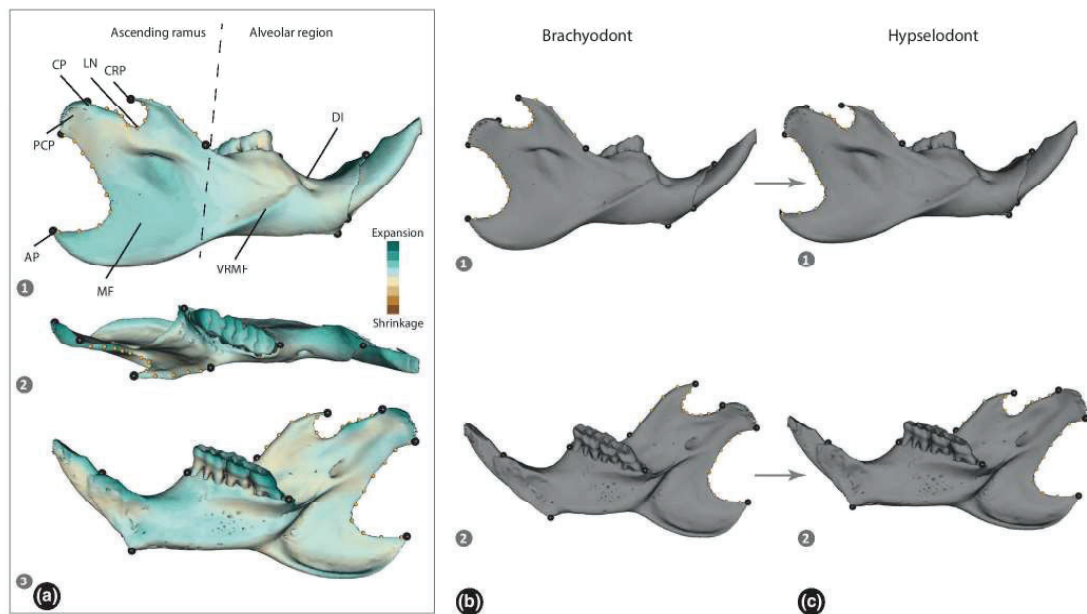 Ascending ramus
Alveolar region
CP
LN
CRP
DI
PCP
AP
MF
VRMF
Expansion
Shrinkage
1
2
3
(a)
Brachyodont
1
2
(b)
Hypselodont
1
2
(c)